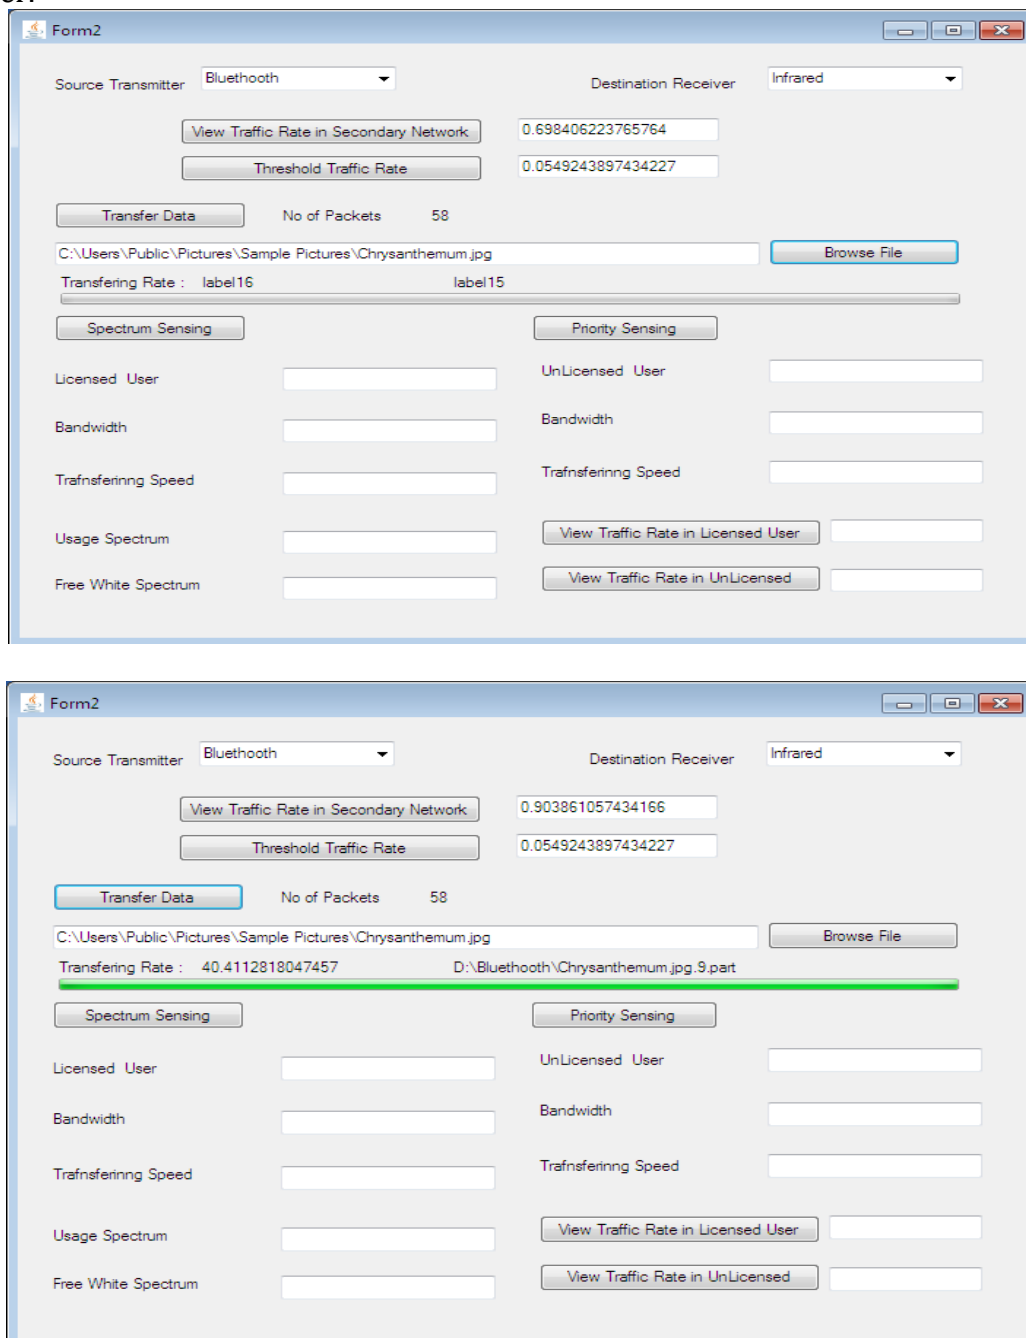 er.
Form2
Source Transmitter Bluethooth Destination Receiver Infrared
View Traffic Rate in Secondary Network 0.698406223765764
Threshold Traffic Rate 0.0549243897434227
Transfer Data No of Packets 58
C:\Users\Public\Pictures\Sample Pictures\Chrysanthemum.jpg Browse File
Transfering Rate : label16 label15
Spectrum Sensing Priority Sensing
Licensed User UnLicensed User
Bandwidth Bandwidth
Trafnsferinng Speed Trafnsferinng Speed
Usage Spectrum View Traffic Rate in Licensed User
Free White Spectrum View Traffic Rate in UnLicensed
Form2
Source Transmitter Bluethooth Destination Receiver Infrared
View Traffic Rate in Secondary Network 0.903861057434166
Threshold Traffic Rate 0.0549243897434227
Transfer Data No of Packets 58
C:\Users\Public\Pictures\Sample Pictures\Chrysanthemum.jpg Browse File
Transfering Rate : 40.4112818047457 D:\Bluethooth\Chrysanthemum.jpg.9.part
Spectrum Sensing Priority Sensing
Licensed User UnLicensed User
Bandwidth Bandwidth
Trafnsferinng Speed Trafnsferinng Speed
Usage Spectrum View Traffic Rate in Licensed User
Free White Spectrum View Traffic Rate in UnLicensed